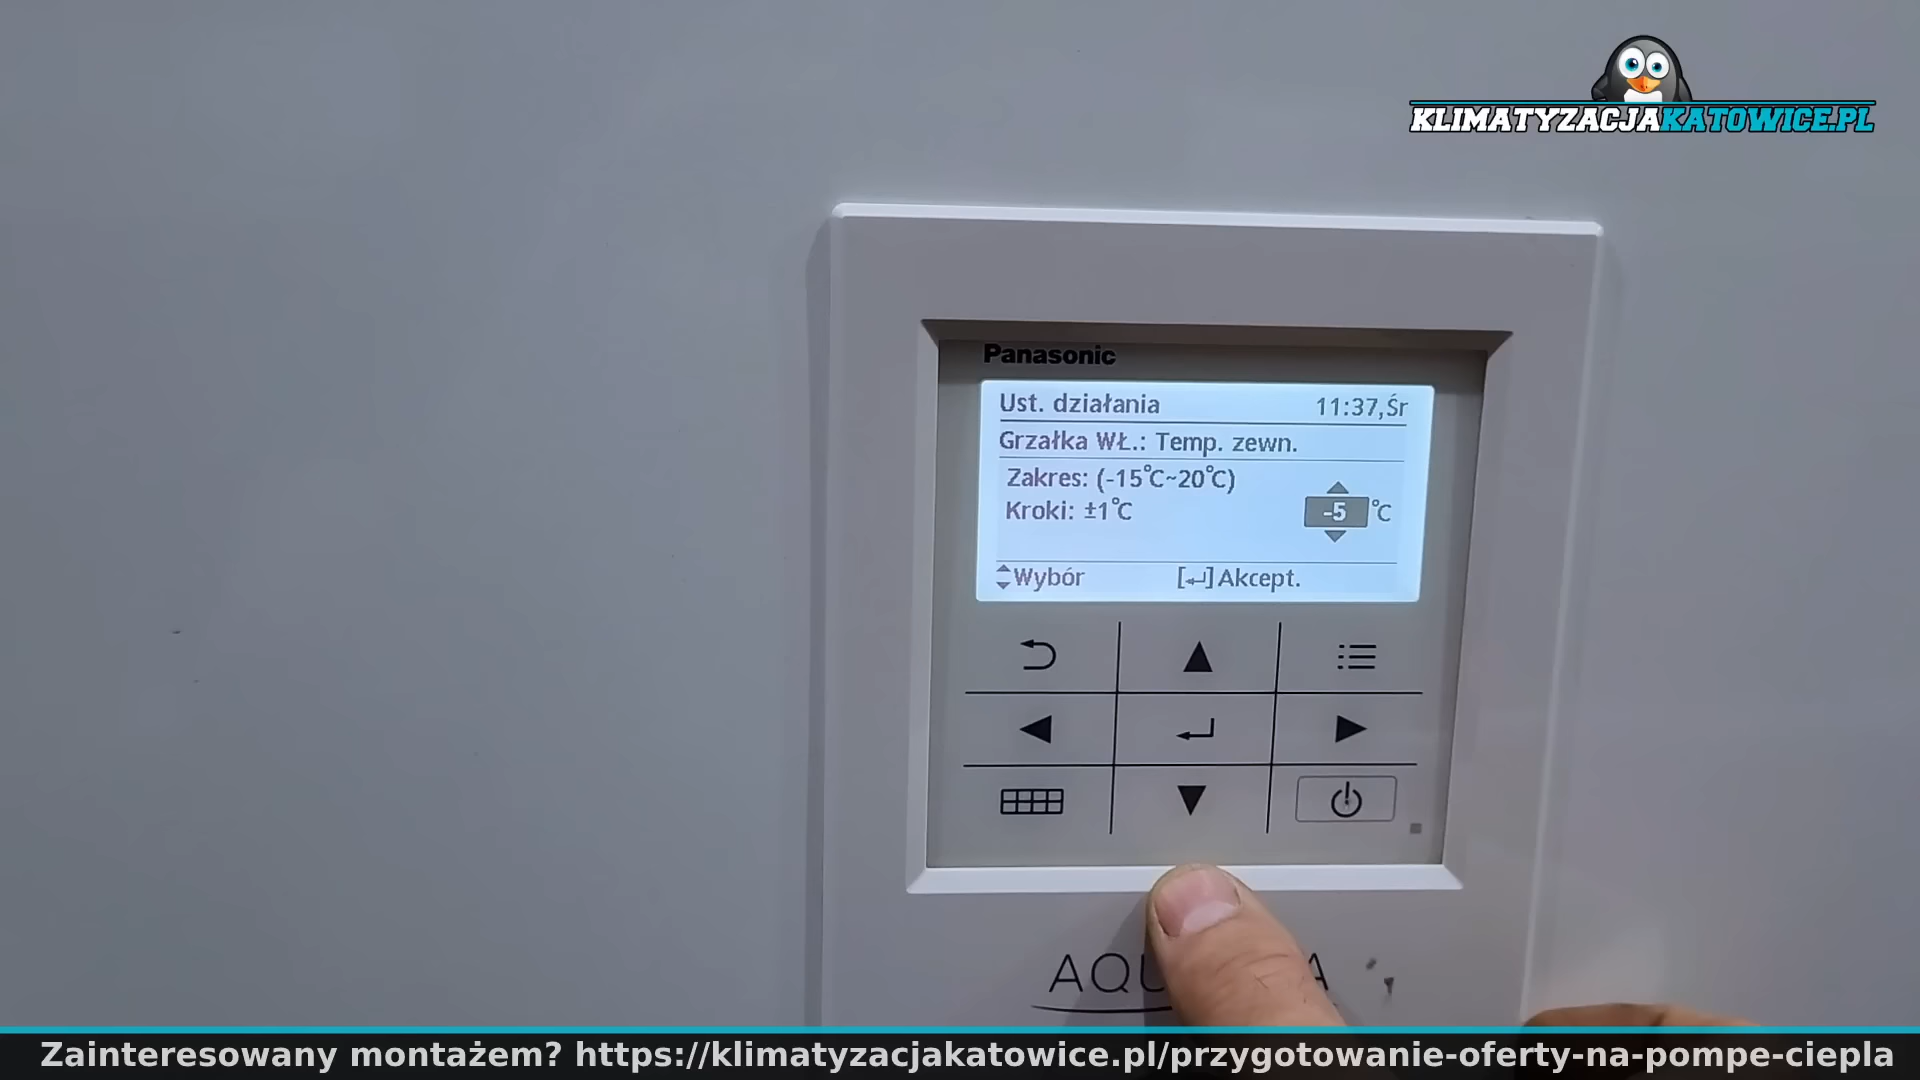 KLIMATYZACJAKATOWICE.PL
Panasonic
Ust. działania 11:37,Śr
Grzałka WŁ.: Temp. zewn.
Zakres: (-15°C~20°C)
Kroki: ±1°C
-5 °C
Wybór [↵]Akcept.
Zainteresowany montażem? https://klimatyzacjakatowice.pl/przygotowanie-oferty-na-pompe-ciepla